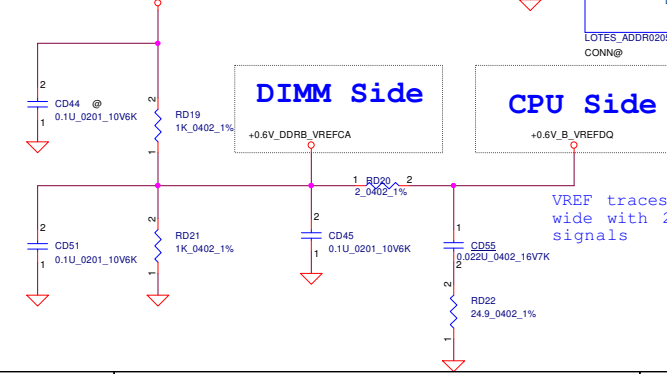 LOTES_ADDR0205
CONN@
DIMM Side
CPU Side
+0.6V_DDRB_VREFCA
+0.6V_B_VREFDQ
2
CD44 @
0.1U_0201_10V6K
1
2
RD19
1K_0402_1%
1
1 RD20 2
2_0402_1%
VREF traces
wide with 2
signals
2
CD51
0.1U_0201_10V6K
1
2
RD21
1K_0402_1%
1
2
CD45
0.1U_0201_10V6K
1
1
CD55
0.022U_0402_16V7K
2
2
RD22
24.9_0402_1%
1